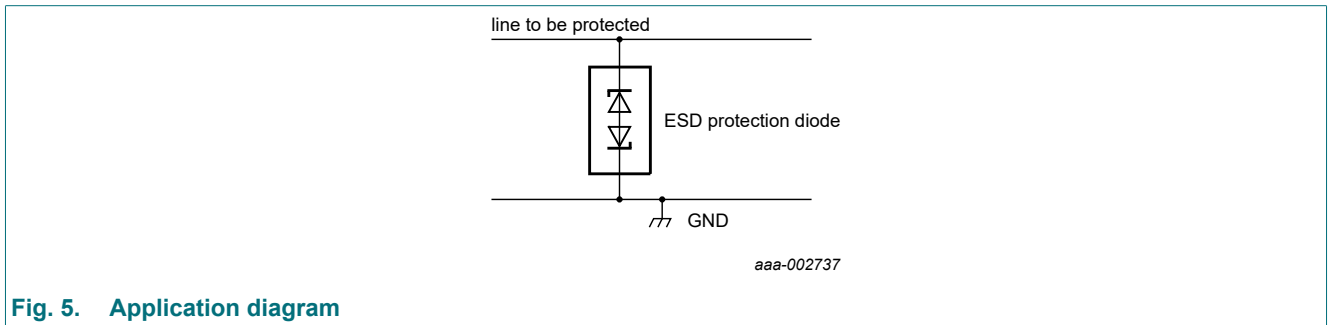 line to be protected
ESD protection diode
GND
aaa-002737
Fig. 5. Application diagram